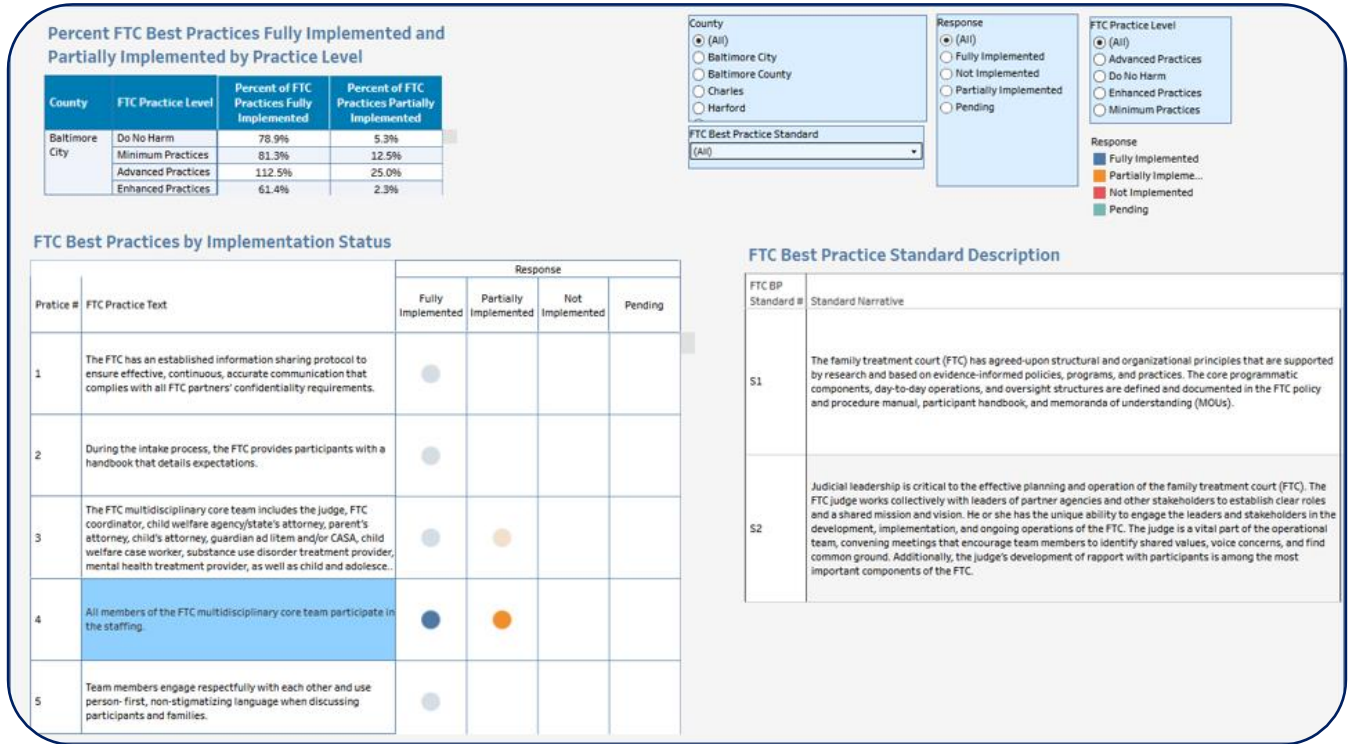 Percent FTC Best Practices Fully Implemented and
Partially Implemented by Practice Level
County
FTC Practice Level
Percent of FTC
Practices Fully
Implemented
Percent of FTC
Practices Partially
Implemented
Baltimore
City
Do No Harm 78.9% 5.3%
Minimum Practices 81.3% 12.5%
Advanced Practices 112.5% 25.0%
Enhanced Practices 61.4% 2.3%
County
(All)
Baltimore City
Baltimore County
Charles
Harford
FTC Best Practice Standard
(All)
Response
(All)
Fully Implemented
Not Implemented
Partially Implemented
Pending
FTC Practice Level
(All)
Advanced Practices
Do No Harm
Enhanced Practices
Minimum Practices
Response
Fully Implemented
Partially Impleme...
Not Implemented
Pending
FTC Best Practices by Implementation Status
Response
Pratice # FTC Practice Text
Fully
Implemented
Partially
Implemented
Not
Implemented
Pending
1
The FTC has an established information sharing protocol to
ensure effective, continuous, accurate communication that
complies with all FTC partners' confidentiality requirements.
2
During the intake process, the FTC provides participants with a
handbook that details expectations.
3
The FTC multidisciplinary core team includes the judge, FTC
coordinator, child welfare agency/state's attorney, parent's
attorney, child's attorney, guardian ad litem and/or CASA, child
welfare case worker, substance use disorder treatment provider,
mental health treatment provider, as well as child and adolesce..
4
All members of the FTC multidisciplinary core team participate in
the staffing.
5
Team members engage respectfully with each other and use
person- first, non-stigmatizing language when discussing
participants and families.
FTC Best Practice Standard Description
FTC BP
Standard # Standard Narrative
S1
The family treatment court (FTC) has agreed-upon structural and organizational principles that are supported
by research and based on evidence-informed policies, programs, and practices. The core programmatic
components, day-to-day operations, and oversight structures are defined and documented in the FTC policy
and procedure manual, participant handbook, and memoranda of understanding (MOUs).
S2
Judicial leadership is critical to the effective planning and operation of the family treatment court (FTC). The
FTC judge works collectively with leaders of partner agencies and other stakeholders to establish clear roles
and a shared mission and vision. He or she has the unique ability to engage the leaders and stakeholders in the
development, implementation, and ongoing operations of the FTC. The judge is a vital part of the operational
team, convening meetings that encourage team members to identify shared values, voice concerns, and find
common ground. Additionally, the judge's development of rapport with participants is among the most
important components of the FTC.